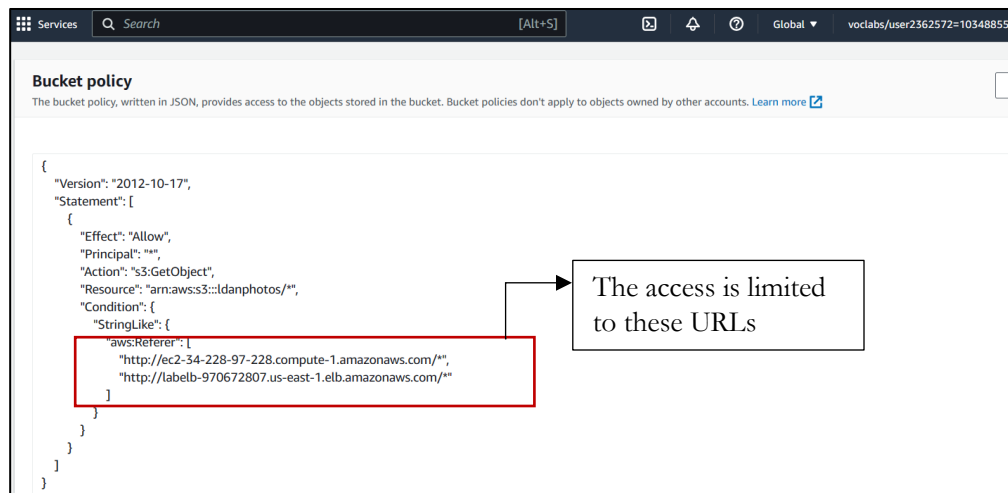 Services Search [Alt+S] Global voclabs/user2362572=10348855
Bucket policy
The bucket policy, written in JSON, provides access to the objects stored in the bucket. Bucket policies don't apply to objects owned by other accounts. Learn more
{
"Version": "2012-10-17",
"Statement": [
{
"Effect": "Allow",
"Principal": "*",
"Action": "s3:GetObject",
"Resource": "arn:aws:s3:::ldanphotos/*",
"Condition": {
"StringLike": {
"aws:Referer": [
"http://ec2-34-228-97-228.compute-1.amazonaws.com/*",
"http://labelb-970672807.us-east-1.elb.amazonaws.com/*"
]
}
}
}
]
}
The access is limited
to these URLs